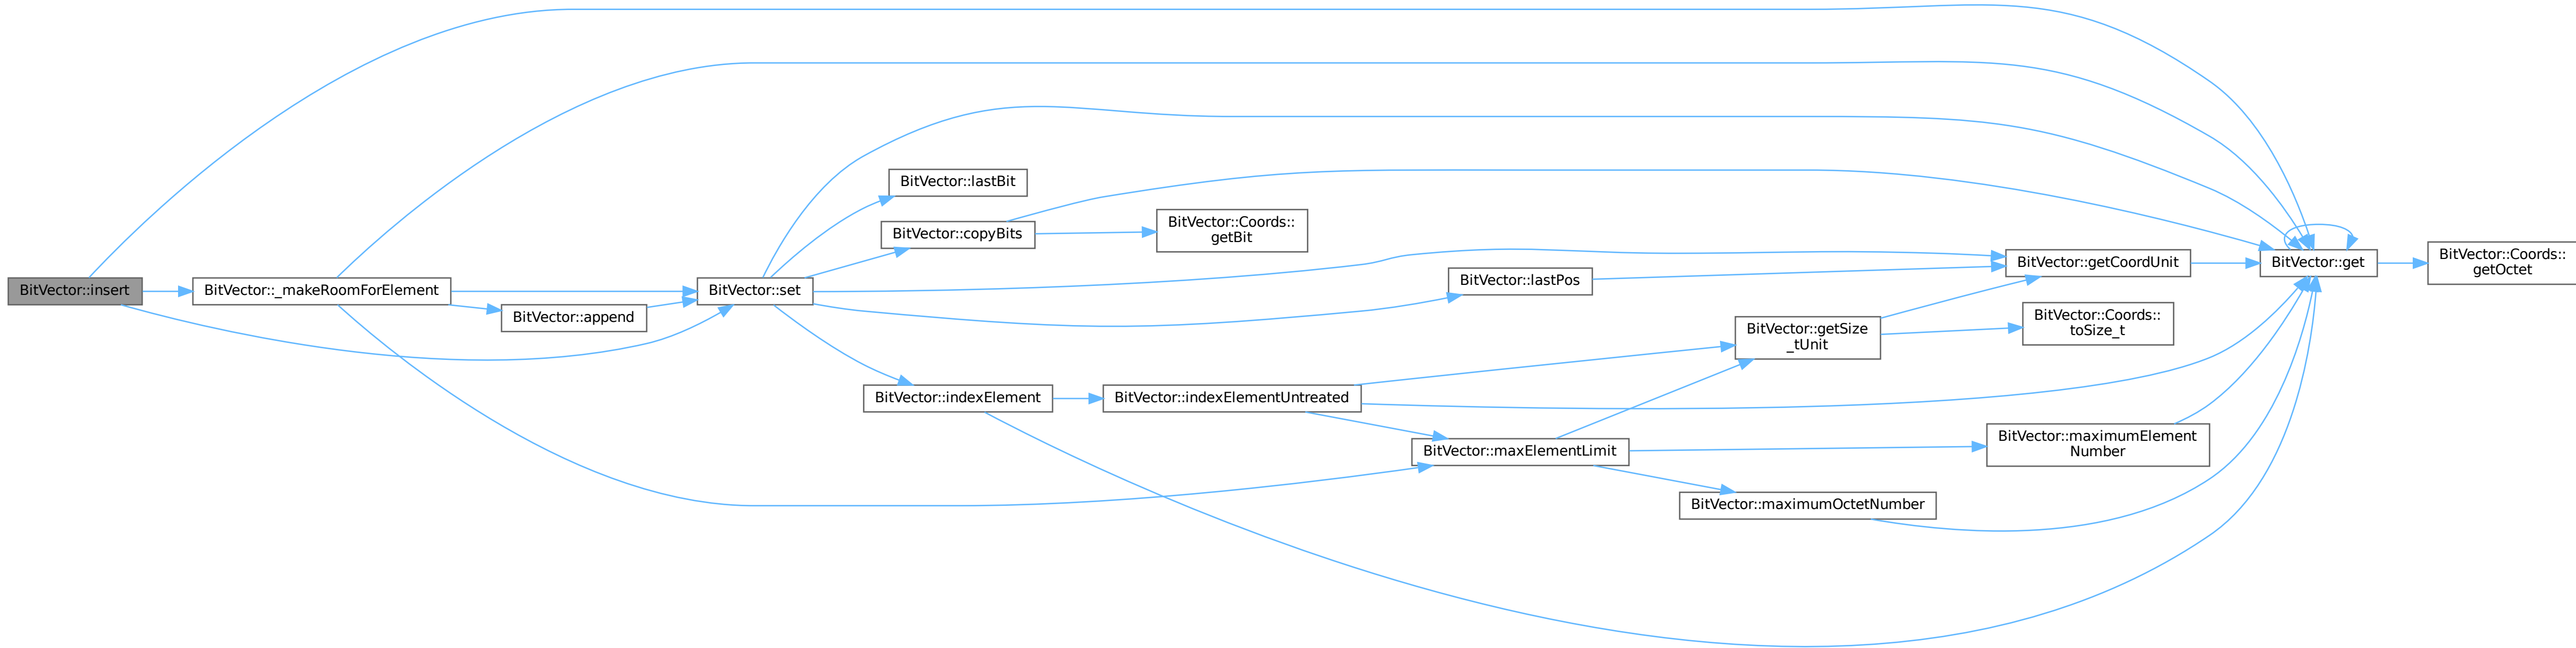 BitVector::insert
BitVector::_makeRoomForElement
BitVector::append
BitVector::set
BitVector::lastBit
BitVector::copyBits
BitVector::indexElement
BitVector::Coords::
getBit
BitVector::indexElementUntreated
BitVector::lastPos
BitVector::maxElementLimit
BitVector::getSize
_tUnit
BitVector::maximumOctetNumber
BitVector::getCoordUnit
BitVector::Coords::
toSize_t
BitVector::maximumElement
Number
BitVector::get
BitVector::Coords::
getOctet